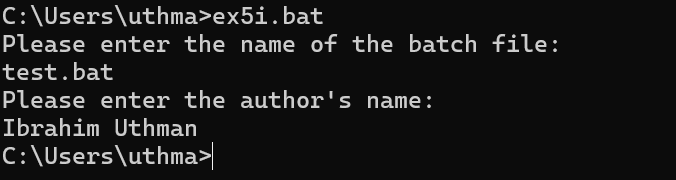 C:\Users\uthma>ex5i.bat
Please enter the name of the batch file:
test.bat
Please enter the author's name:
Ibrahim Uthman
C:\Users\uthma>